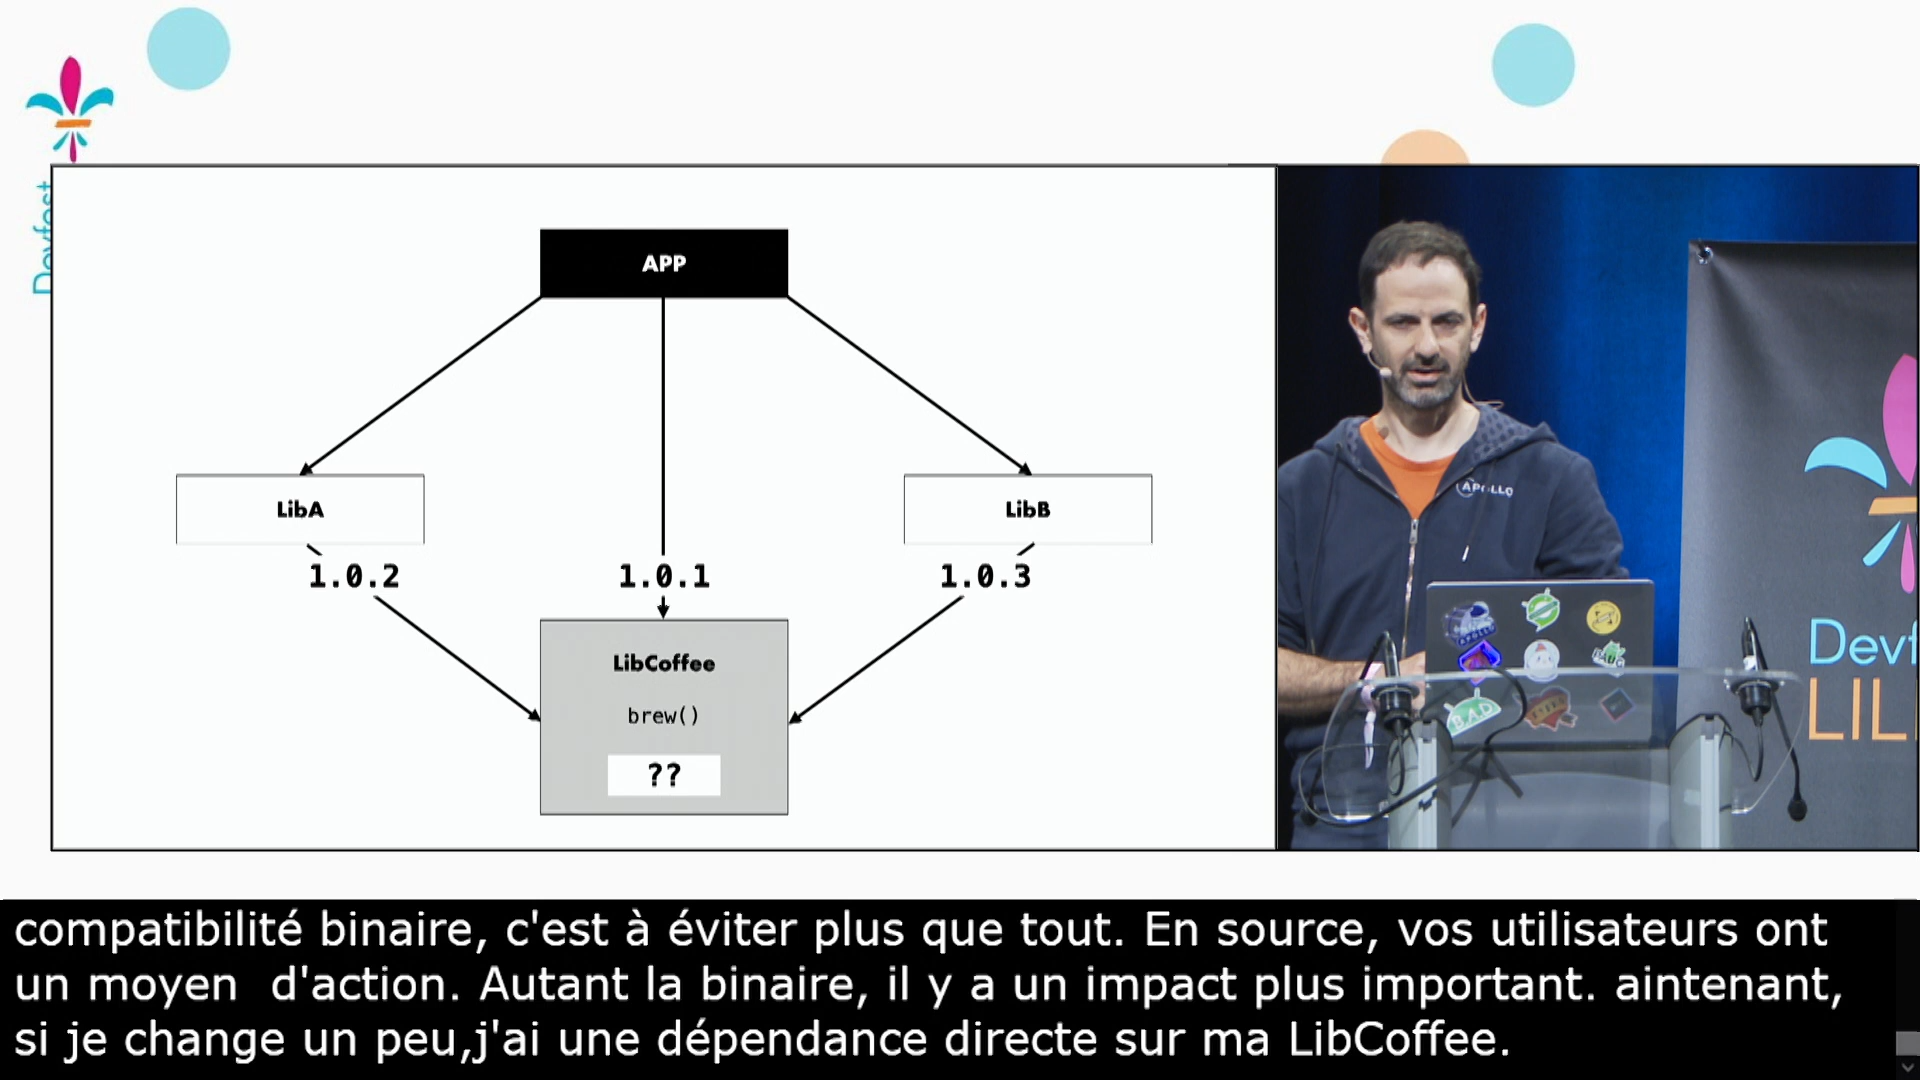 Devfest
APP
LibA
LibB
1.0.2
1.0.1
1.0.3
LibCoffee
brew()
??
APOLLO
APOLLO
B.A.D
Devf
LIL
compatibilité binaire, c'est à éviter plus que tout. En source, vos utilisateurs ont
un moyen  d'action. Autant la binaire, il y a un impact plus important. aintenant,
si je change un peu,j'ai une dépendance directe sur ma LibCoffee.